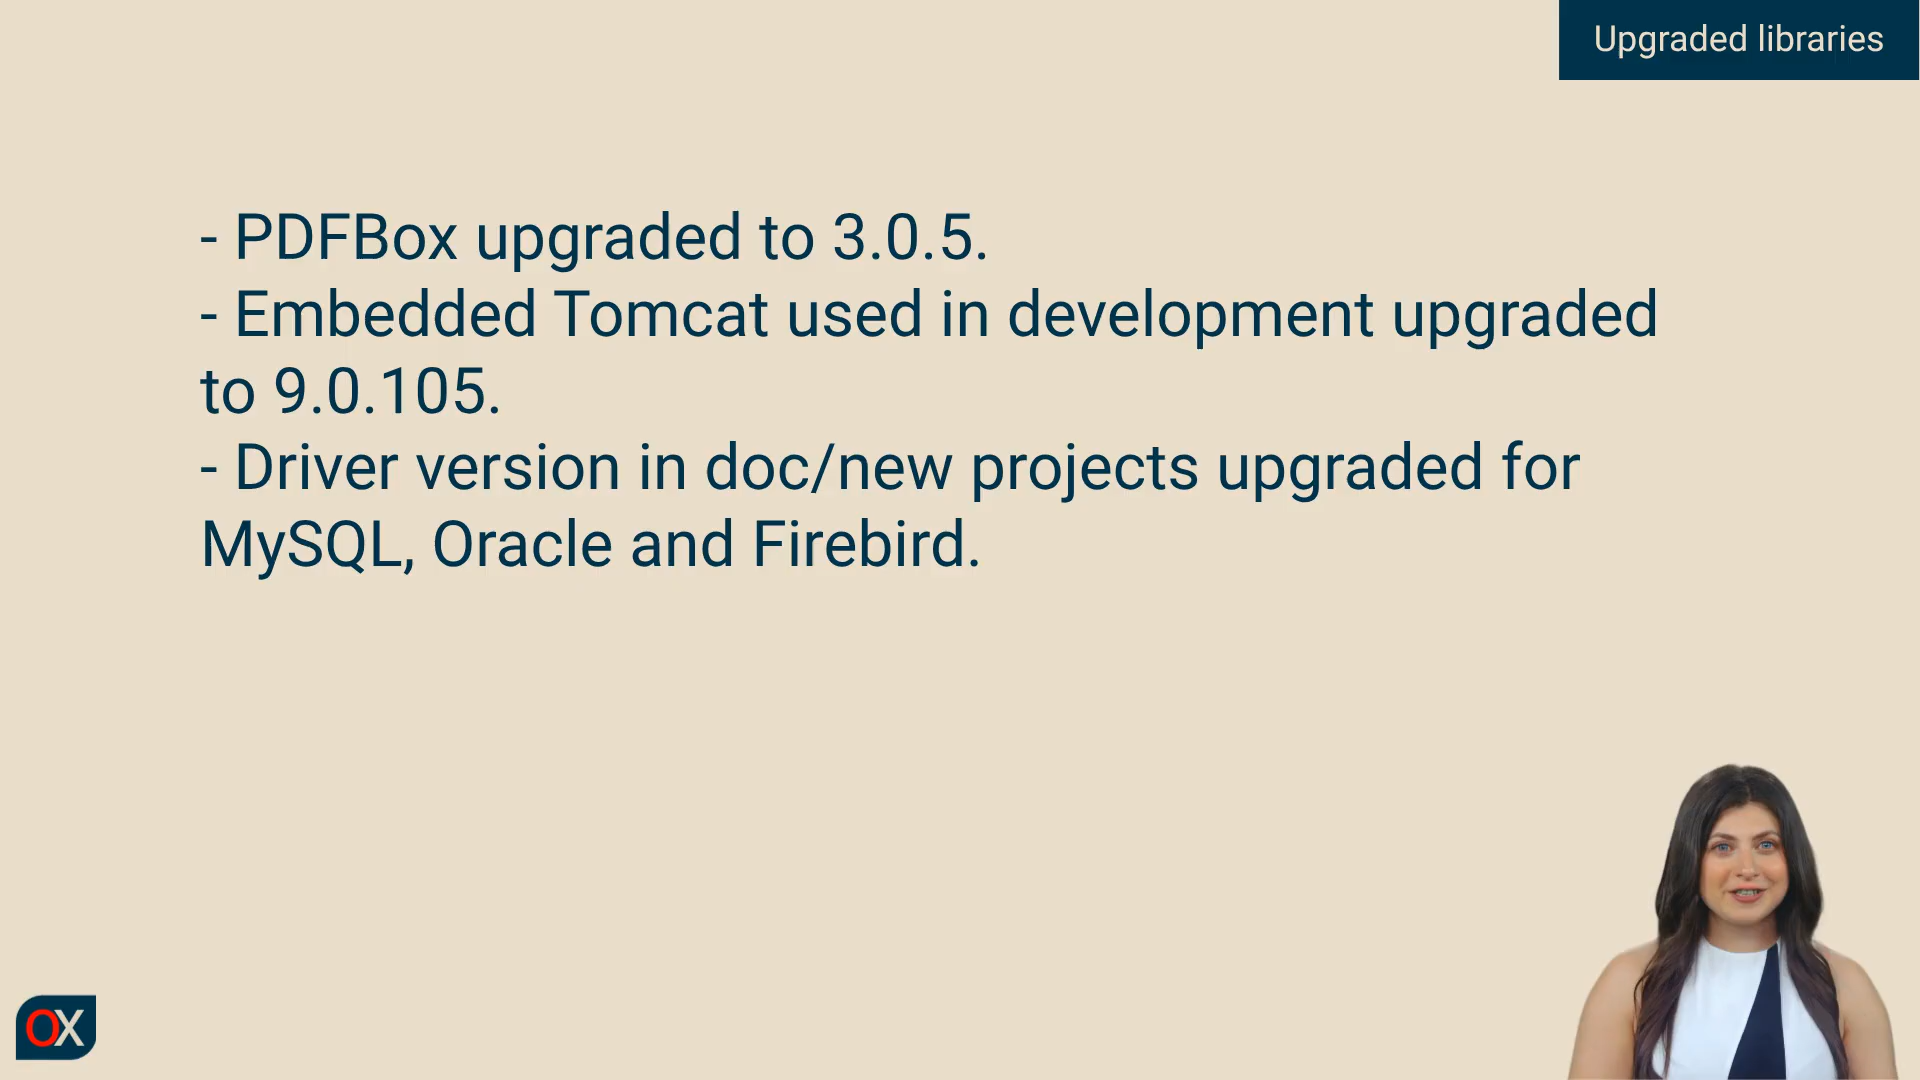 Upgraded libraries
- PDFBox upgraded to 3.0.5.
- Embedded Tomcat used in development upgraded
to 9.0.105.
- Driver version in doc/new projects upgraded for
MySQL, Oracle and Firebird.
OX